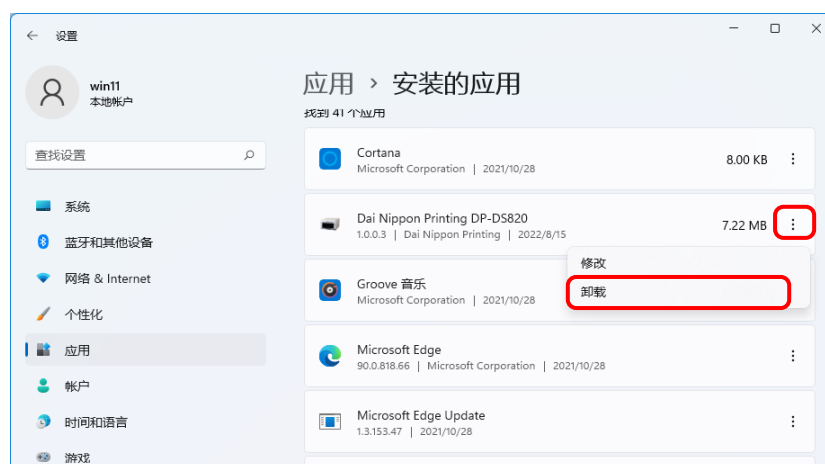 设置
win11
本地帐户
查找设置
系统
蓝牙和其他设备
网络 & Internet
个性化
应用
帐户
时间和语言
游戏
应用 › 安装的应用
找到 41 个应用
Cortana
Microsoft Corporation | 2021/10/28
8.00 KB
Dai Nippon Printing DP-DS820
1.0.0.3 | Dai Nippon Printing | 2022/8/15
7.22 MB
修改
卸载
Groove 音乐
Microsoft Corporation | 2021/10/28
Microsoft Edge
90.0.818.66 | Microsoft Corporation | 2021/10/28
Microsoft Edge Update
1.3.153.47 | 2021/10/28